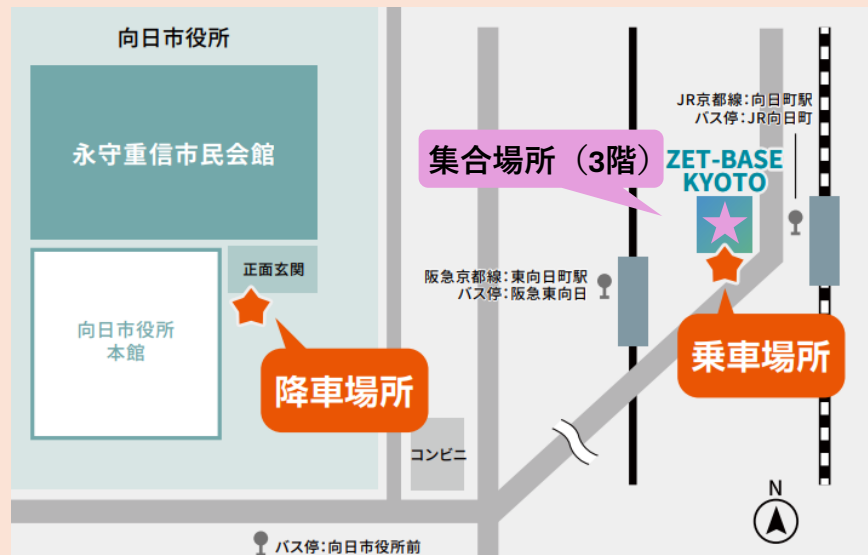 向日市役所
永守重信市民会館
正面玄関
向日市役所
本館
降車場所
JR京都線:向日町駅
バス停:JR向日町
集合場所（3階）
ZET-BASE
KYOTO
阪急京都線:東向日町駅
バス停:阪急東向日
乗車場所
コンビニ
バス停:向日市役所前
N